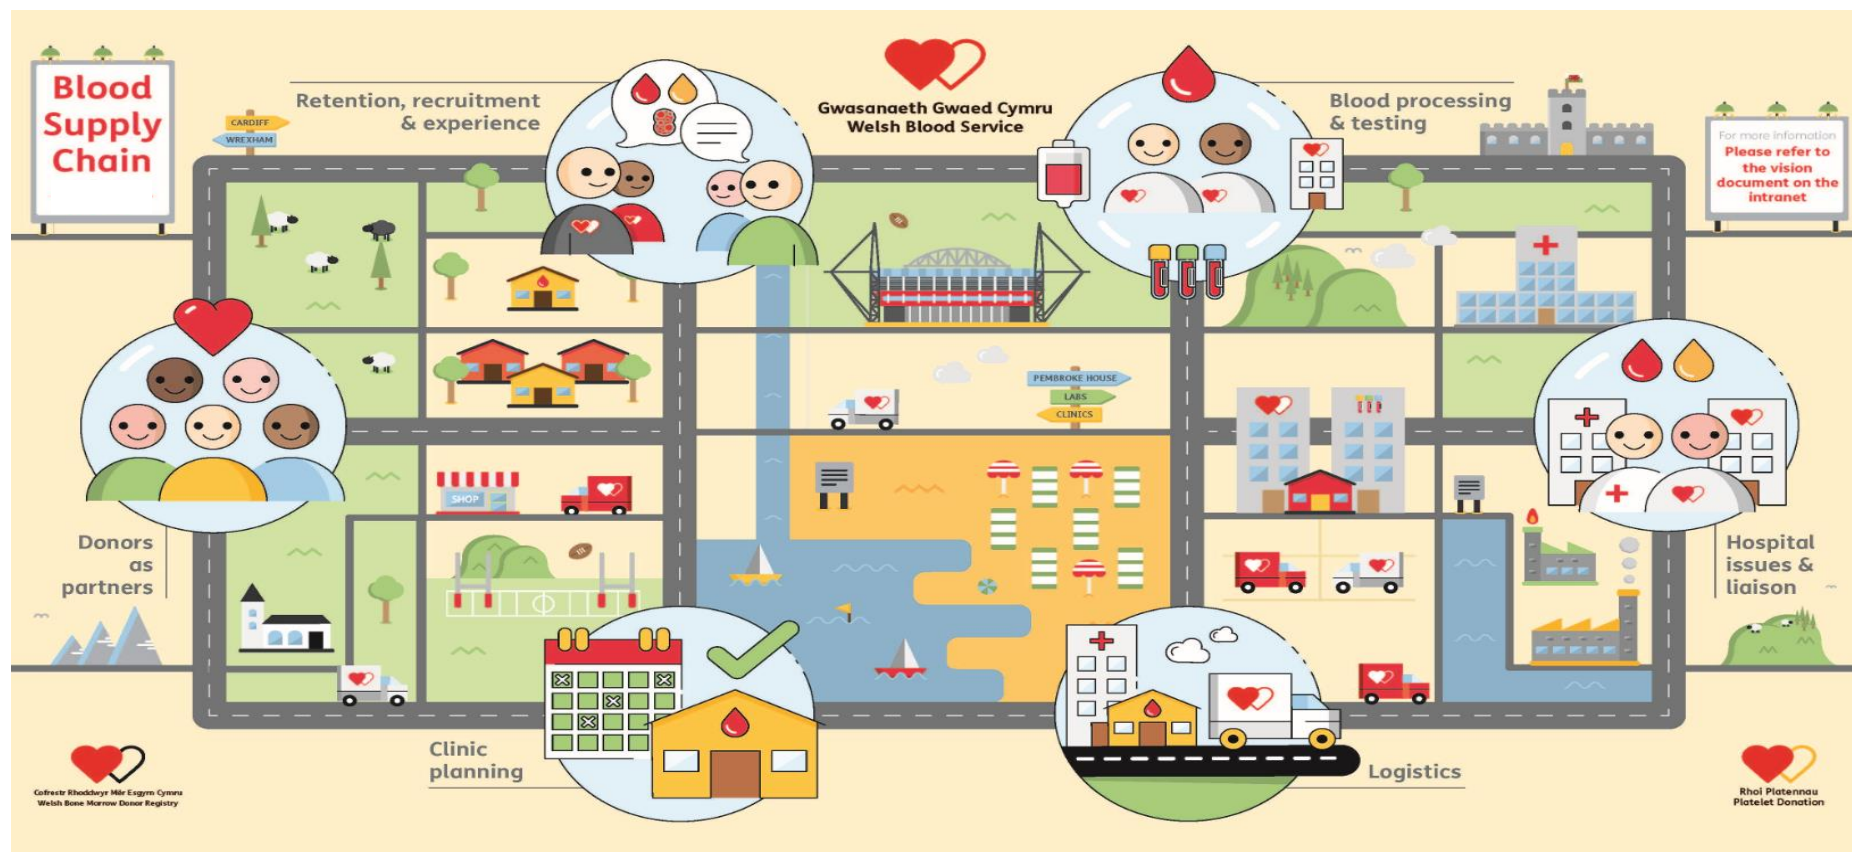 Blood
Supply
Chain
CARDIFF
WREXHAM
Retention, recruitment
& experience
Gwasanaeth Gwaed Cymru
Welsh Blood Service
Blood processing
& testing
For more information
Please refer to
the vision
document on the
intranet
PEMBROKE HOUSE
LABS
CLINICS
SHOP
Donors
as
partners
Hospital
issues &
liaison
Clinic
planning
Logistics
Cofrestr Rhoddwyr Mêr Esgyrn Cymru
Welsh Bone Marrow Donor Registry
Rhoi Platennau
Platelet Donation